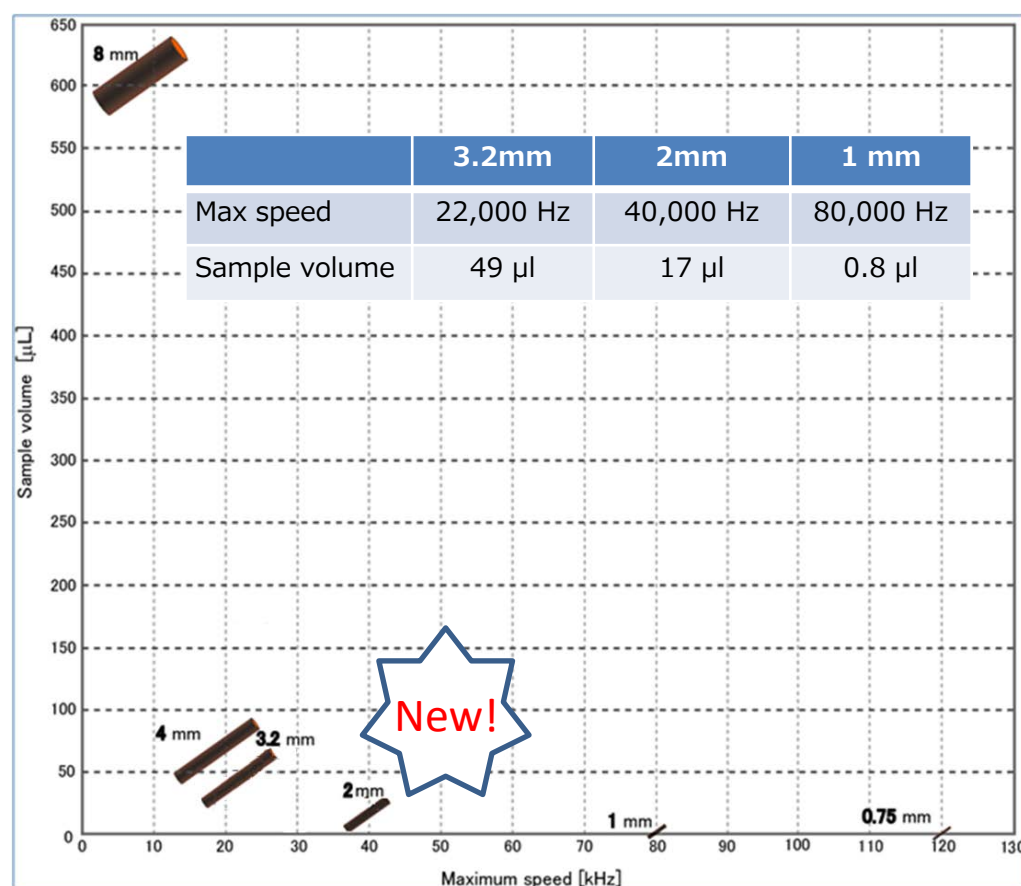 650
8 mm
600
550
3.2mm 2mm 1 mm
500
Max speed 22,000 Hz 40,000 Hz 80,000 Hz
450
Sample volume 49 µl 17 µl 0.8 µl
400
350
300
250
200
150
100
50
0
Sample volume [μL]
New!
4 mm
3.2 mm
2mm
1 mm
0.75 mm
0 10 20 30 40 50 60 70 80 90 100 110 120 130
Maximum speed [kHz]